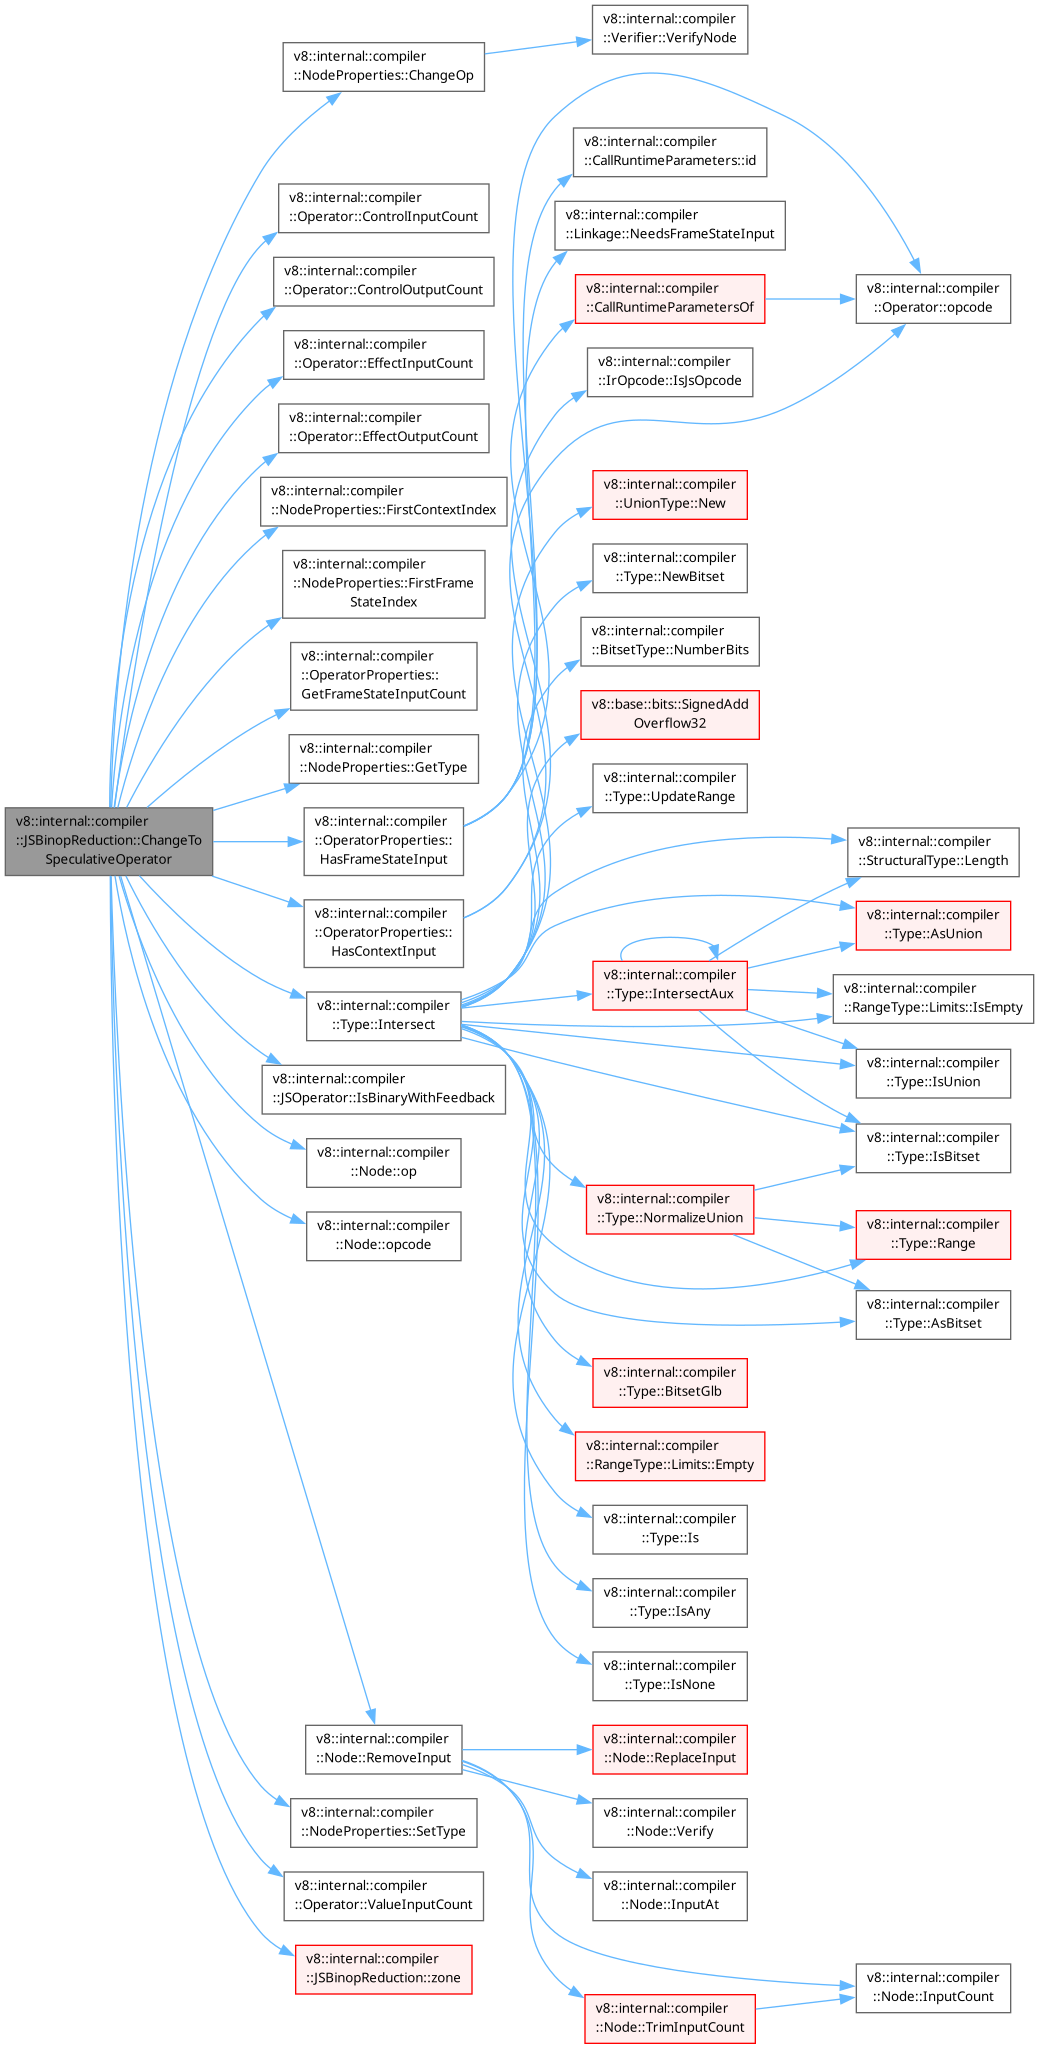 v8::internal::compiler
::JSBinopReduction::ChangeTo
SpeculativeOperator
v8::internal::compiler
::NodeProperties::ChangeOp
v8::internal::compiler
::Operator::ControlInputCount
v8::internal::compiler
::Operator::ControlOutputCount
v8::internal::compiler
::Operator::EffectInputCount
v8::internal::compiler
::Operator::EffectOutputCount
v8::internal::compiler
::NodeProperties::FirstContextIndex
v8::internal::compiler
::NodeProperties::FirstFrame
StateIndex
v8::internal::compiler
::OperatorProperties::
GetFrameStateInputCount
v8::internal::compiler
::NodeProperties::GetType
v8::internal::compiler
::OperatorProperties::
HasFrameStateInput
v8::internal::compiler
::OperatorProperties::
HasContextInput
v8::internal::compiler
::Type::Intersect
v8::internal::compiler
::JSOperator::IsBinaryWithFeedback
v8::internal::compiler
::Node::op
v8::internal::compiler
::Node::opcode
v8::internal::compiler
::Node::RemoveInput
v8::internal::compiler
::NodeProperties::SetType
v8::internal::compiler
::Operator::ValueInputCount
v8::internal::compiler
::JSBinopReduction::zone
v8::internal::compiler
::Verifier::VerifyNode
v8::internal::compiler
::CallRuntimeParameters::id
v8::internal::compiler
::Linkage::NeedsFrameStateInput
v8::internal::compiler
::CallRuntimeParametersOf
v8::internal::compiler
::IrOpcode::IsJsOpcode
v8::internal::compiler
::UnionType::New
v8::internal::compiler
::Type::NewBitset
v8::internal::compiler
::BitsetType::NumberBits
v8::base::bits::SignedAdd
Overflow32
v8::internal::compiler
::Type::UpdateRange
v8::internal::compiler
::Type::IntersectAux
v8::internal::compiler
::Type::NormalizeUnion
v8::internal::compiler
::Type::BitsetGlb
v8::internal::compiler
::RangeType::Limits::Empty
v8::internal::compiler
::Type::Is
v8::internal::compiler
::Type::IsAny
v8::internal::compiler
::Type::IsNone
v8::internal::compiler
::Node::ReplaceInput
v8::internal::compiler
::Node::Verify
v8::internal::compiler
::Node::InputAt
v8::internal::compiler
::Node::TrimInputCount
v8::internal::compiler
::Operator::opcode
v8::internal::compiler
::StructuralType::Length
v8::internal::compiler
::Type::AsUnion
v8::internal::compiler
::RangeType::Limits::IsEmpty
v8::internal::compiler
::Type::IsUnion
v8::internal::compiler
::Type::IsBitset
v8::internal::compiler
::Type::Range
v8::internal::compiler
::Type::AsBitset
v8::internal::compiler
::Node::InputCount